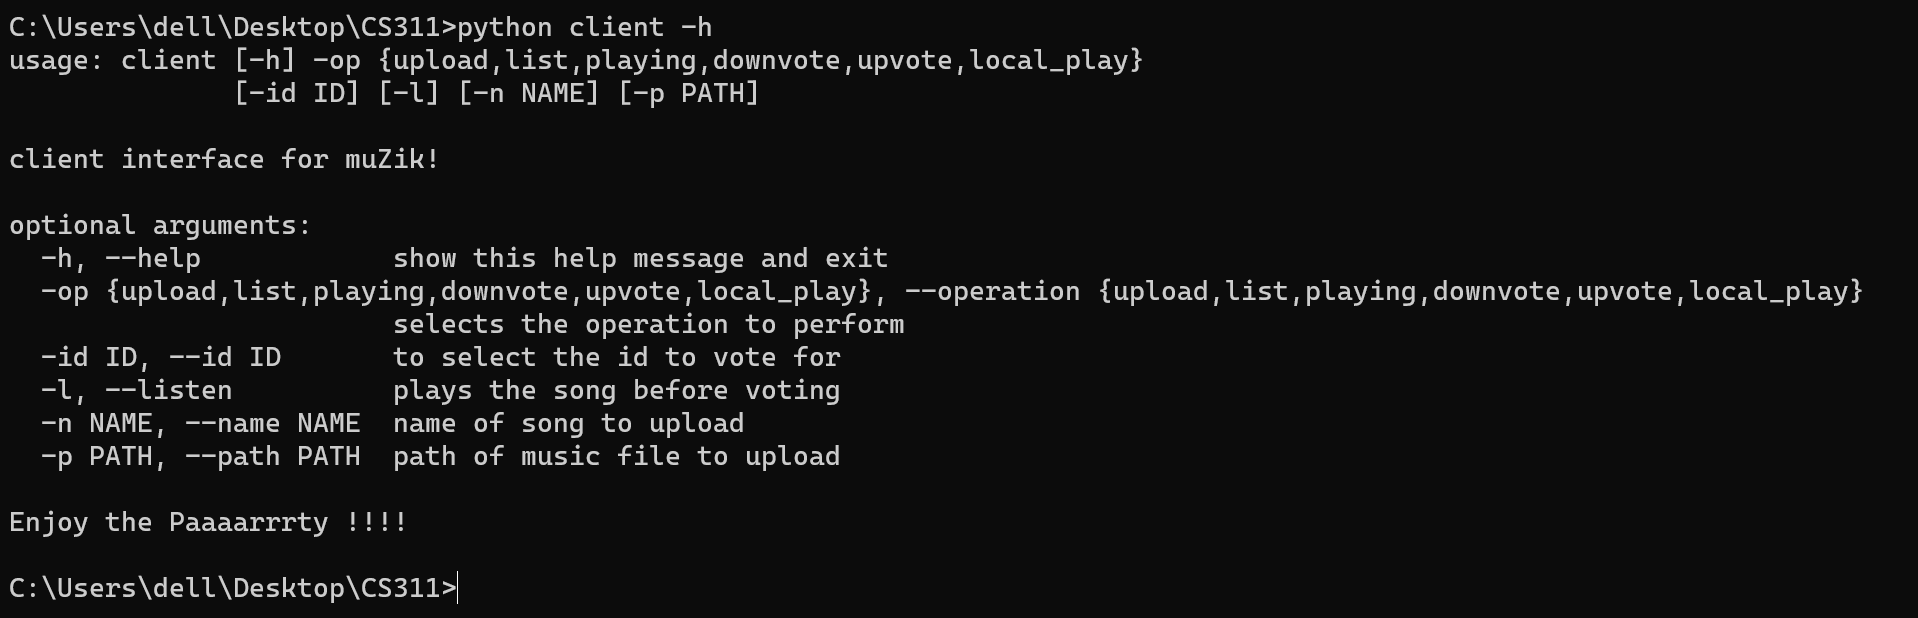 C:\Users\dell\Desktop\CS311>python client -h
usage: client [-h] -op {upload,list,playing,downvote,upvote,local_play}
              [-id ID] [-l] [-n NAME] [-p PATH]

client interface for muZik!

optional arguments:
  -h, --help            show this help message and exit
  -op {upload,list,playing,downvote,upvote,local_play}, --operation {upload,list,playing,downvote,upvote,local_play}
                        selects the operation to perform
  -id ID, --id ID       to select the id to vote for
  -l, --listen          plays the song before voting
  -n NAME, --name NAME  name of song to upload
  -p PATH, --path PATH  path of music file to upload

Enjoy the Paaaarrrty !!!!

C:\Users\dell\Desktop\CS311>